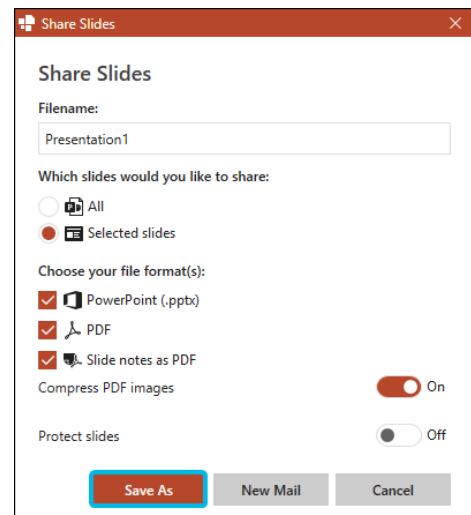 Share Slides
Share Slides
Filename:
Presentation1
Which slides would you like to share:
All
Selected slides
Choose your file format(s):
PowerPoint (.pptx)
PDF
Slide notes as PDF
Compress PDF images On
Protect slides Off
Save As New Mail Cancel